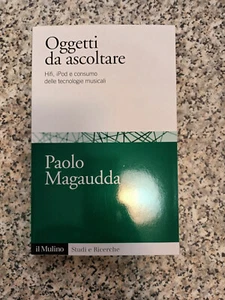 Oggetti
da ascoltare
Hifi, iPod e consumo
delle tecnologie musicali
Paolo
Magaudda
il Mulino
Studi e Ricerche